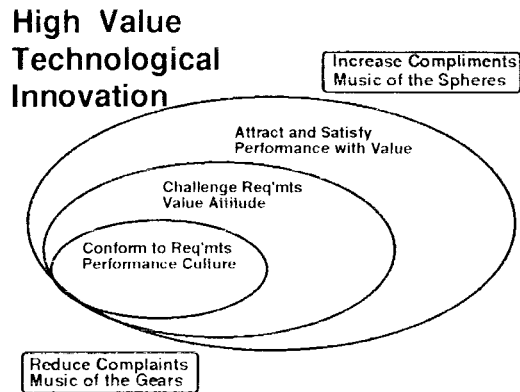 High Value
Technological
Innovation
Increase Compliments
Music of the Spheres
Attract and Satisfy
Performance with Value
Challenge Req'mts
Value Attitude
Conform to Req'mts
Performance Culture
Reduce Complaints
Music of the Gears